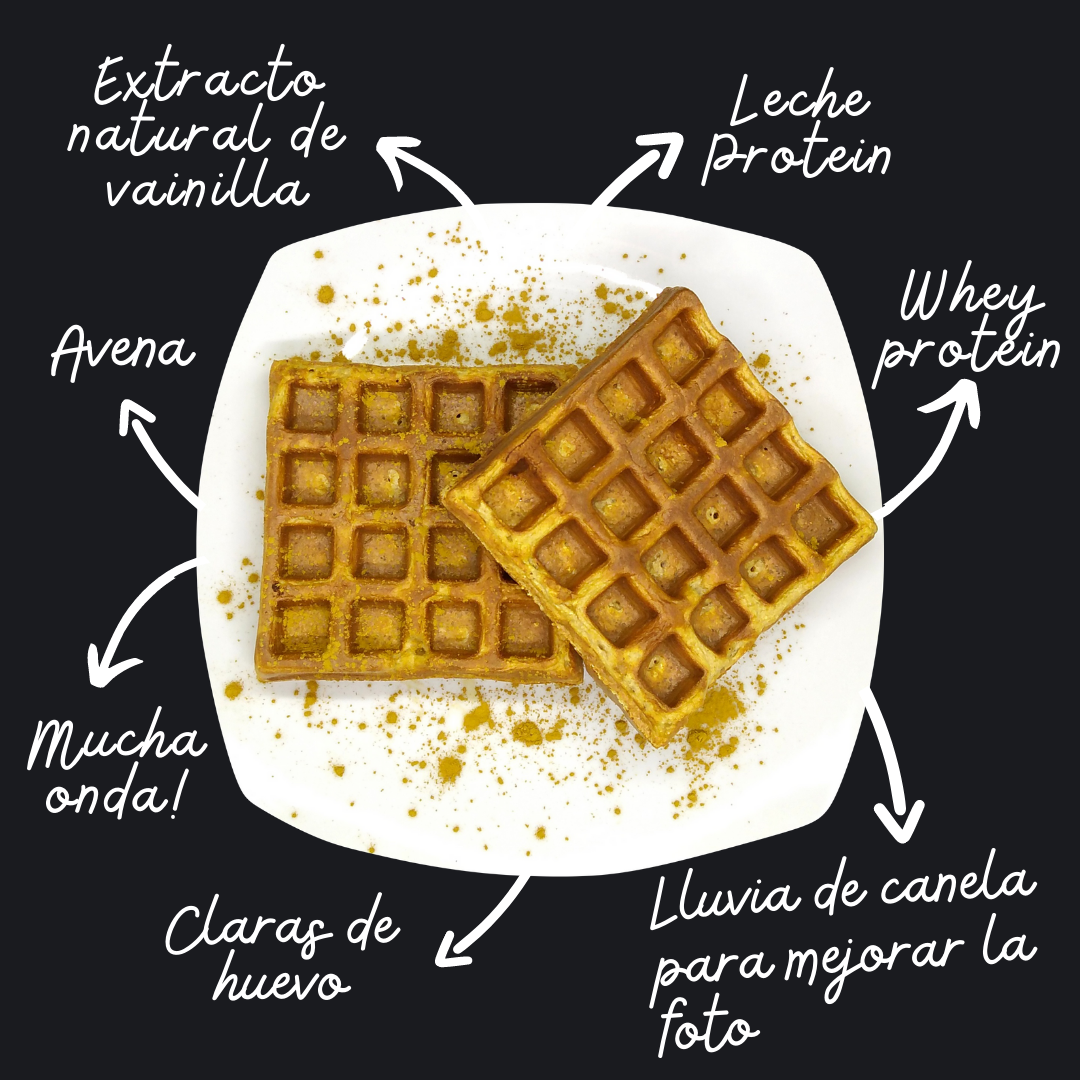 Extracto
natural de
vainilla
Leche
Protein
Whey
protein
Avena
Mucha
onda!
Claras de
huevo
Lluvia de canela
para mejorar la
foto